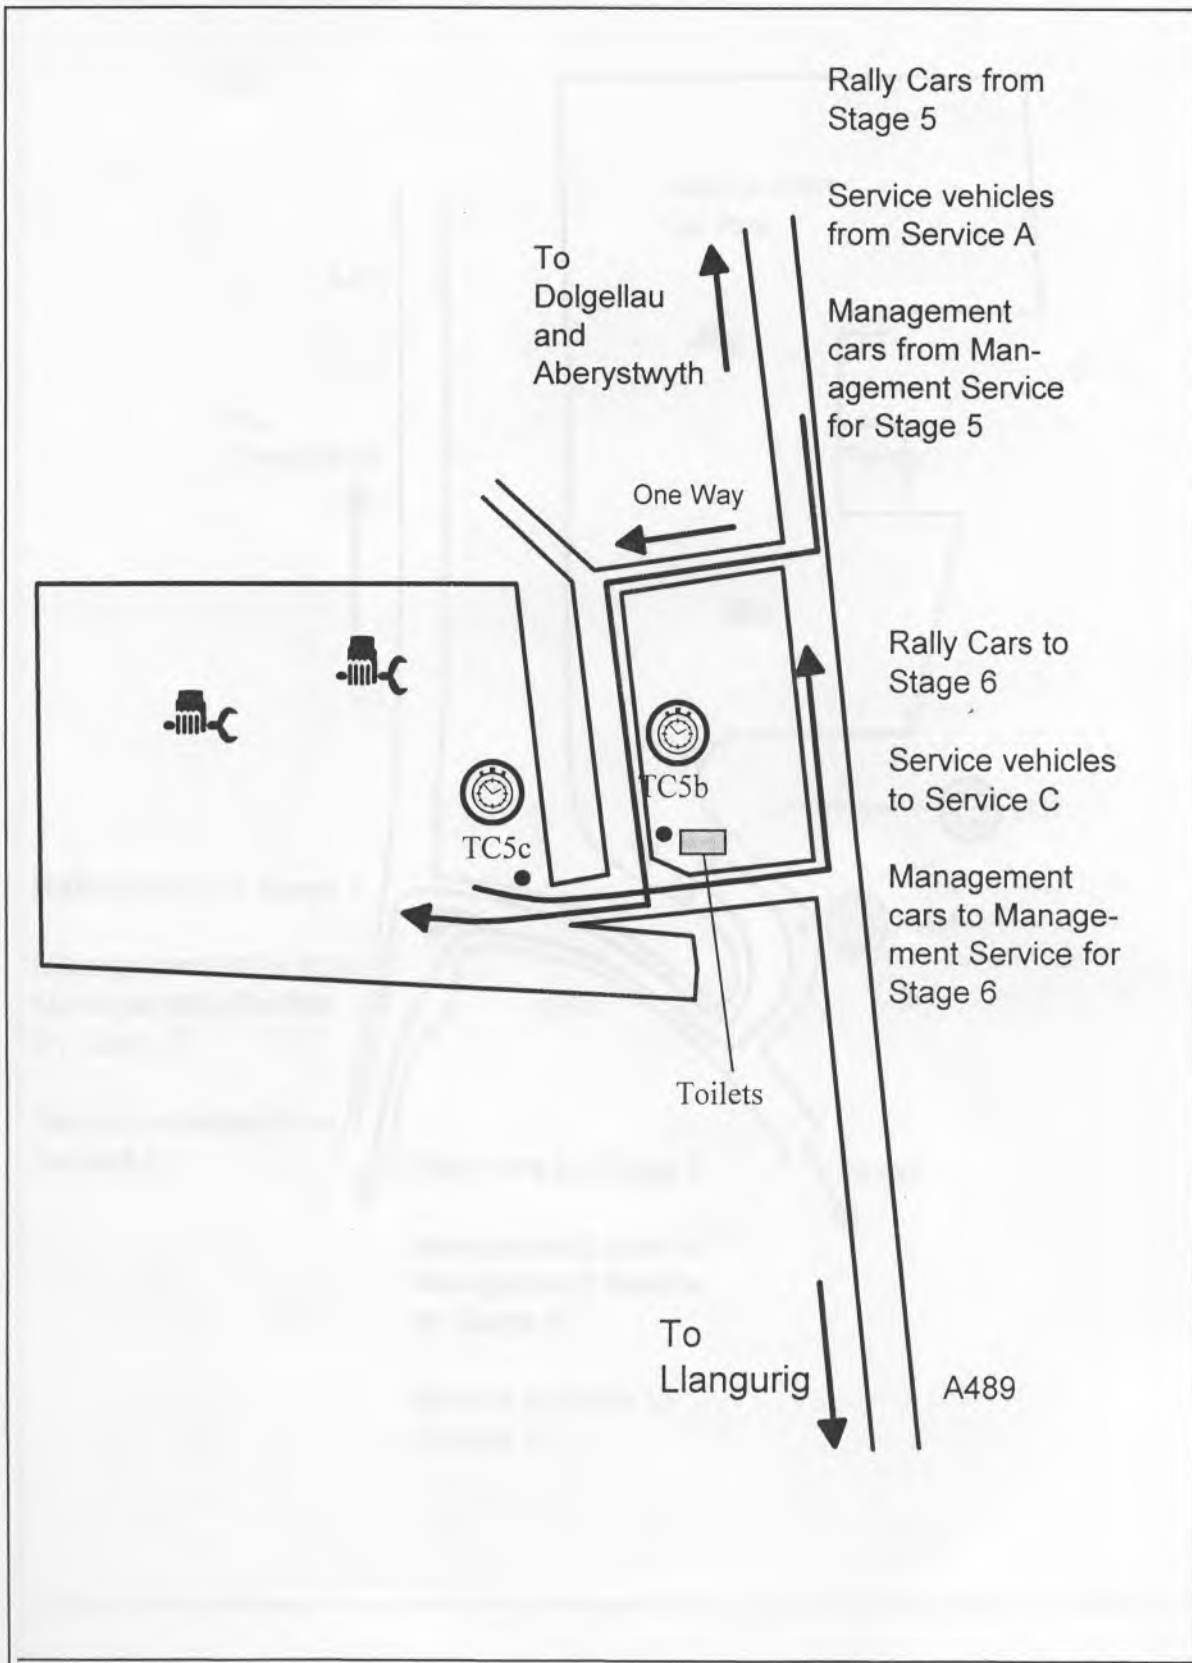 Rally Cars from
Stage 5
Service vehicles
from Service A
To
Dolgellau
and
Aberystwyth
Management
cars from Man-
agement Service
for Stage 5
One Way
Rally Cars to
Stage 6
TC5b
Service vehicles
to Service C
TC5c
Management
cars to Manage-
ment Service for
Stage 6
Toilets
To
Llangurig
A489